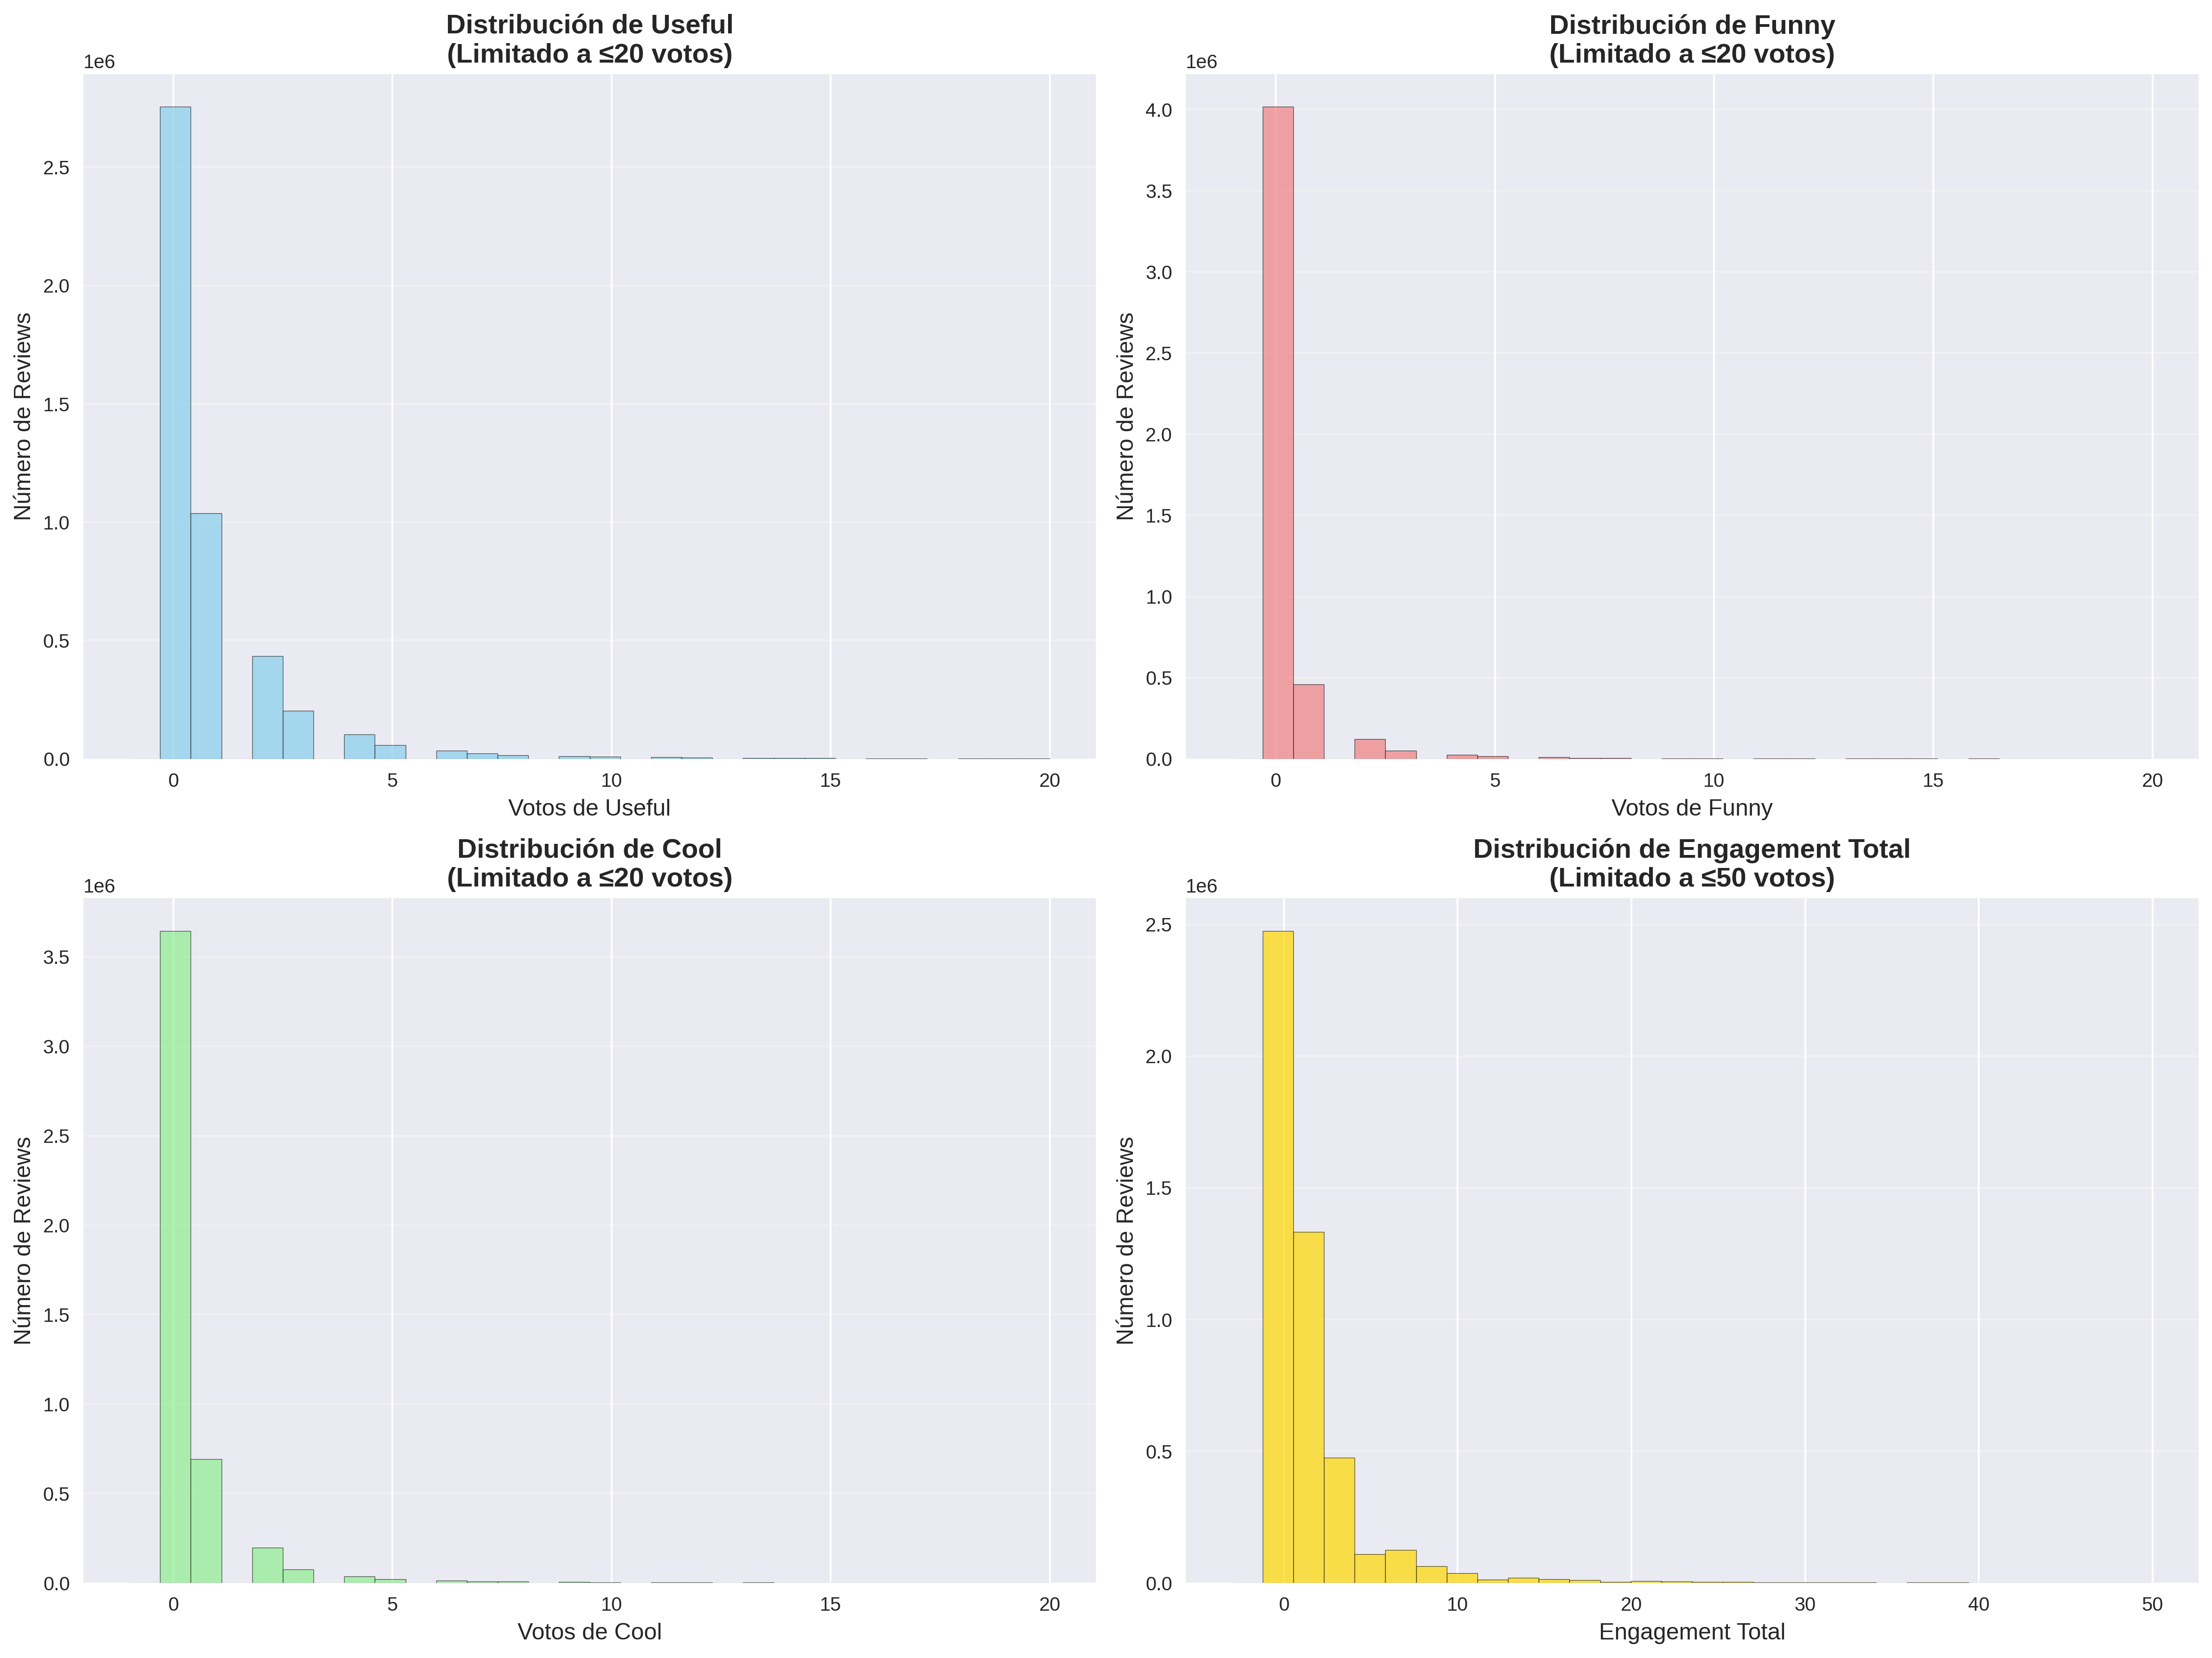 Distribución de Useful
(Limitado a ≤20 votos)
1e6
2.5
2.0
1.5
1.0
0.5
0.0
Número de Reviews
0 5 10 15 20
Votos de Useful
Distribución de Funny
(Limitado a ≤20 votos)
1e6
4.0
3.5
3.0
2.5
2.0
1.5
1.0
0.5
0.0
Número de Reviews
0 5 10 15 20
Votos de Funny
Distribución de Cool
(Limitado a ≤20 votos)
1e6
3.5
3.0
2.5
2.0
1.5
1.0
0.5
0.0
Número de Reviews
0 5 10 15 20
Votos de Cool
Distribución de Engagement Total
(Limitado a ≤50 votos)
1e6
2.5
2.0
1.5
1.0
0.5
0.0
Número de Reviews
0 10 20 30 40 50
Engagement Total